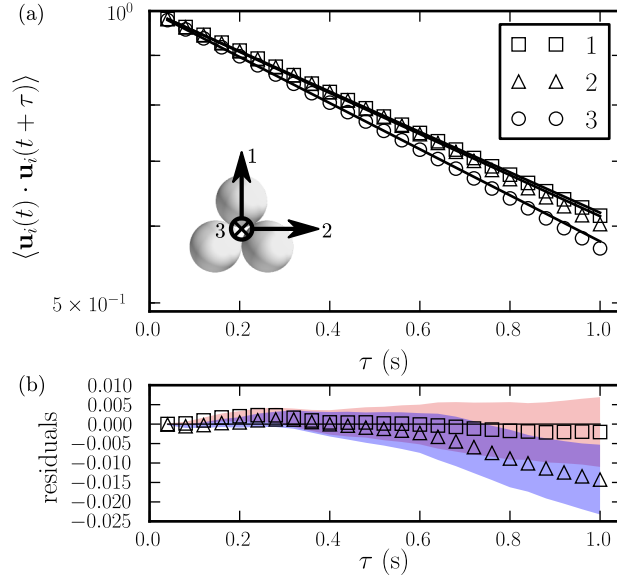 (a)
10⁰
5 × 10⁻¹
⟨u_i(t) · u_i(t + τ)⟩
1
2
3
1
2
3
0.0 0.2 0.4 0.6 0.8 1.0
τ (s)
(b)
0.010
0.005
0.000
−0.005
−0.010
−0.015
−0.020
−0.025
residuals
0.0 0.2 0.4 0.6 0.8 1.0
τ (s)